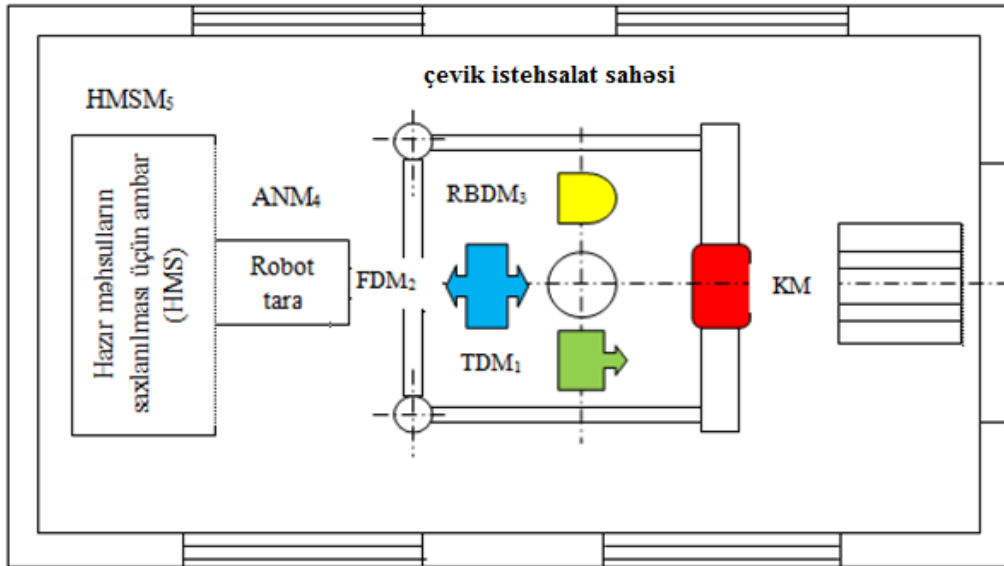 çevik istehsalat sahəsi
HMSM₅
Hazır məhsulların
saxlanılması üçün ambar
(HMS)
ANM₄
Robot
tara
FDM₂
RBDM₃
TDM₁
KM